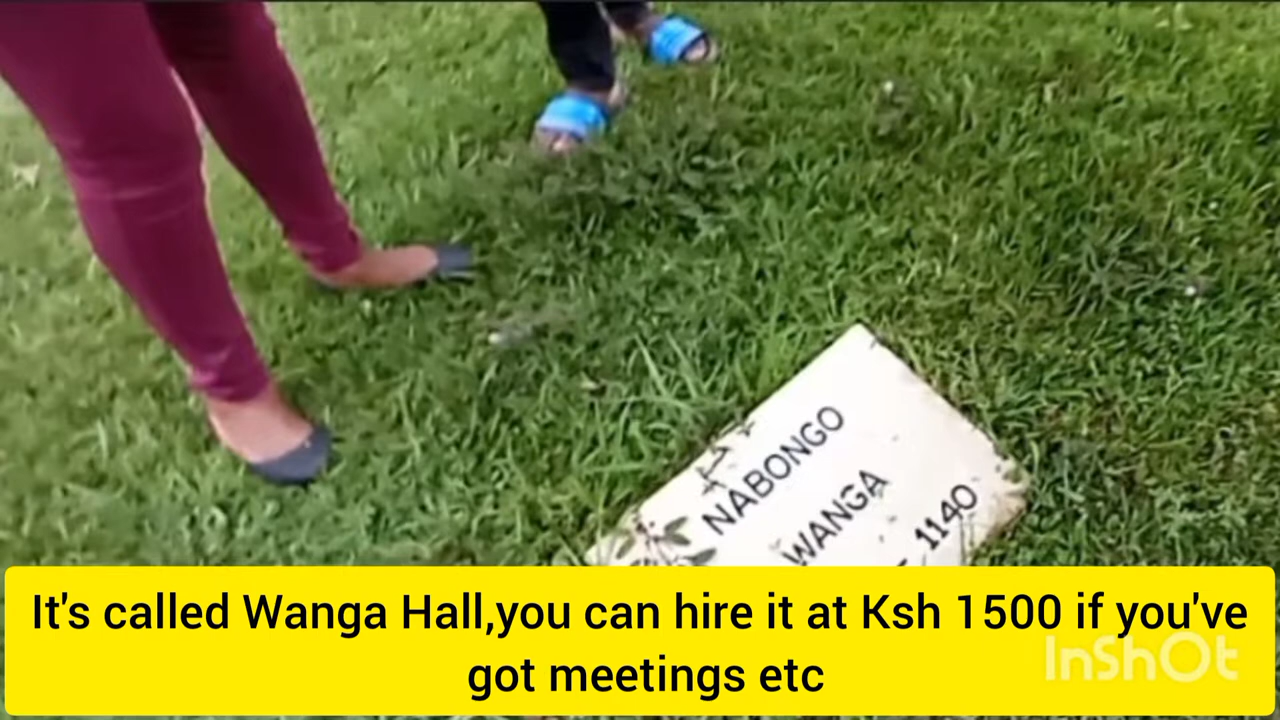 NABONGO
WANGA
- 1140
It's called Wanga Hall,you can hire it at Ksh 1500 if you've
got meetings etc
InShOt